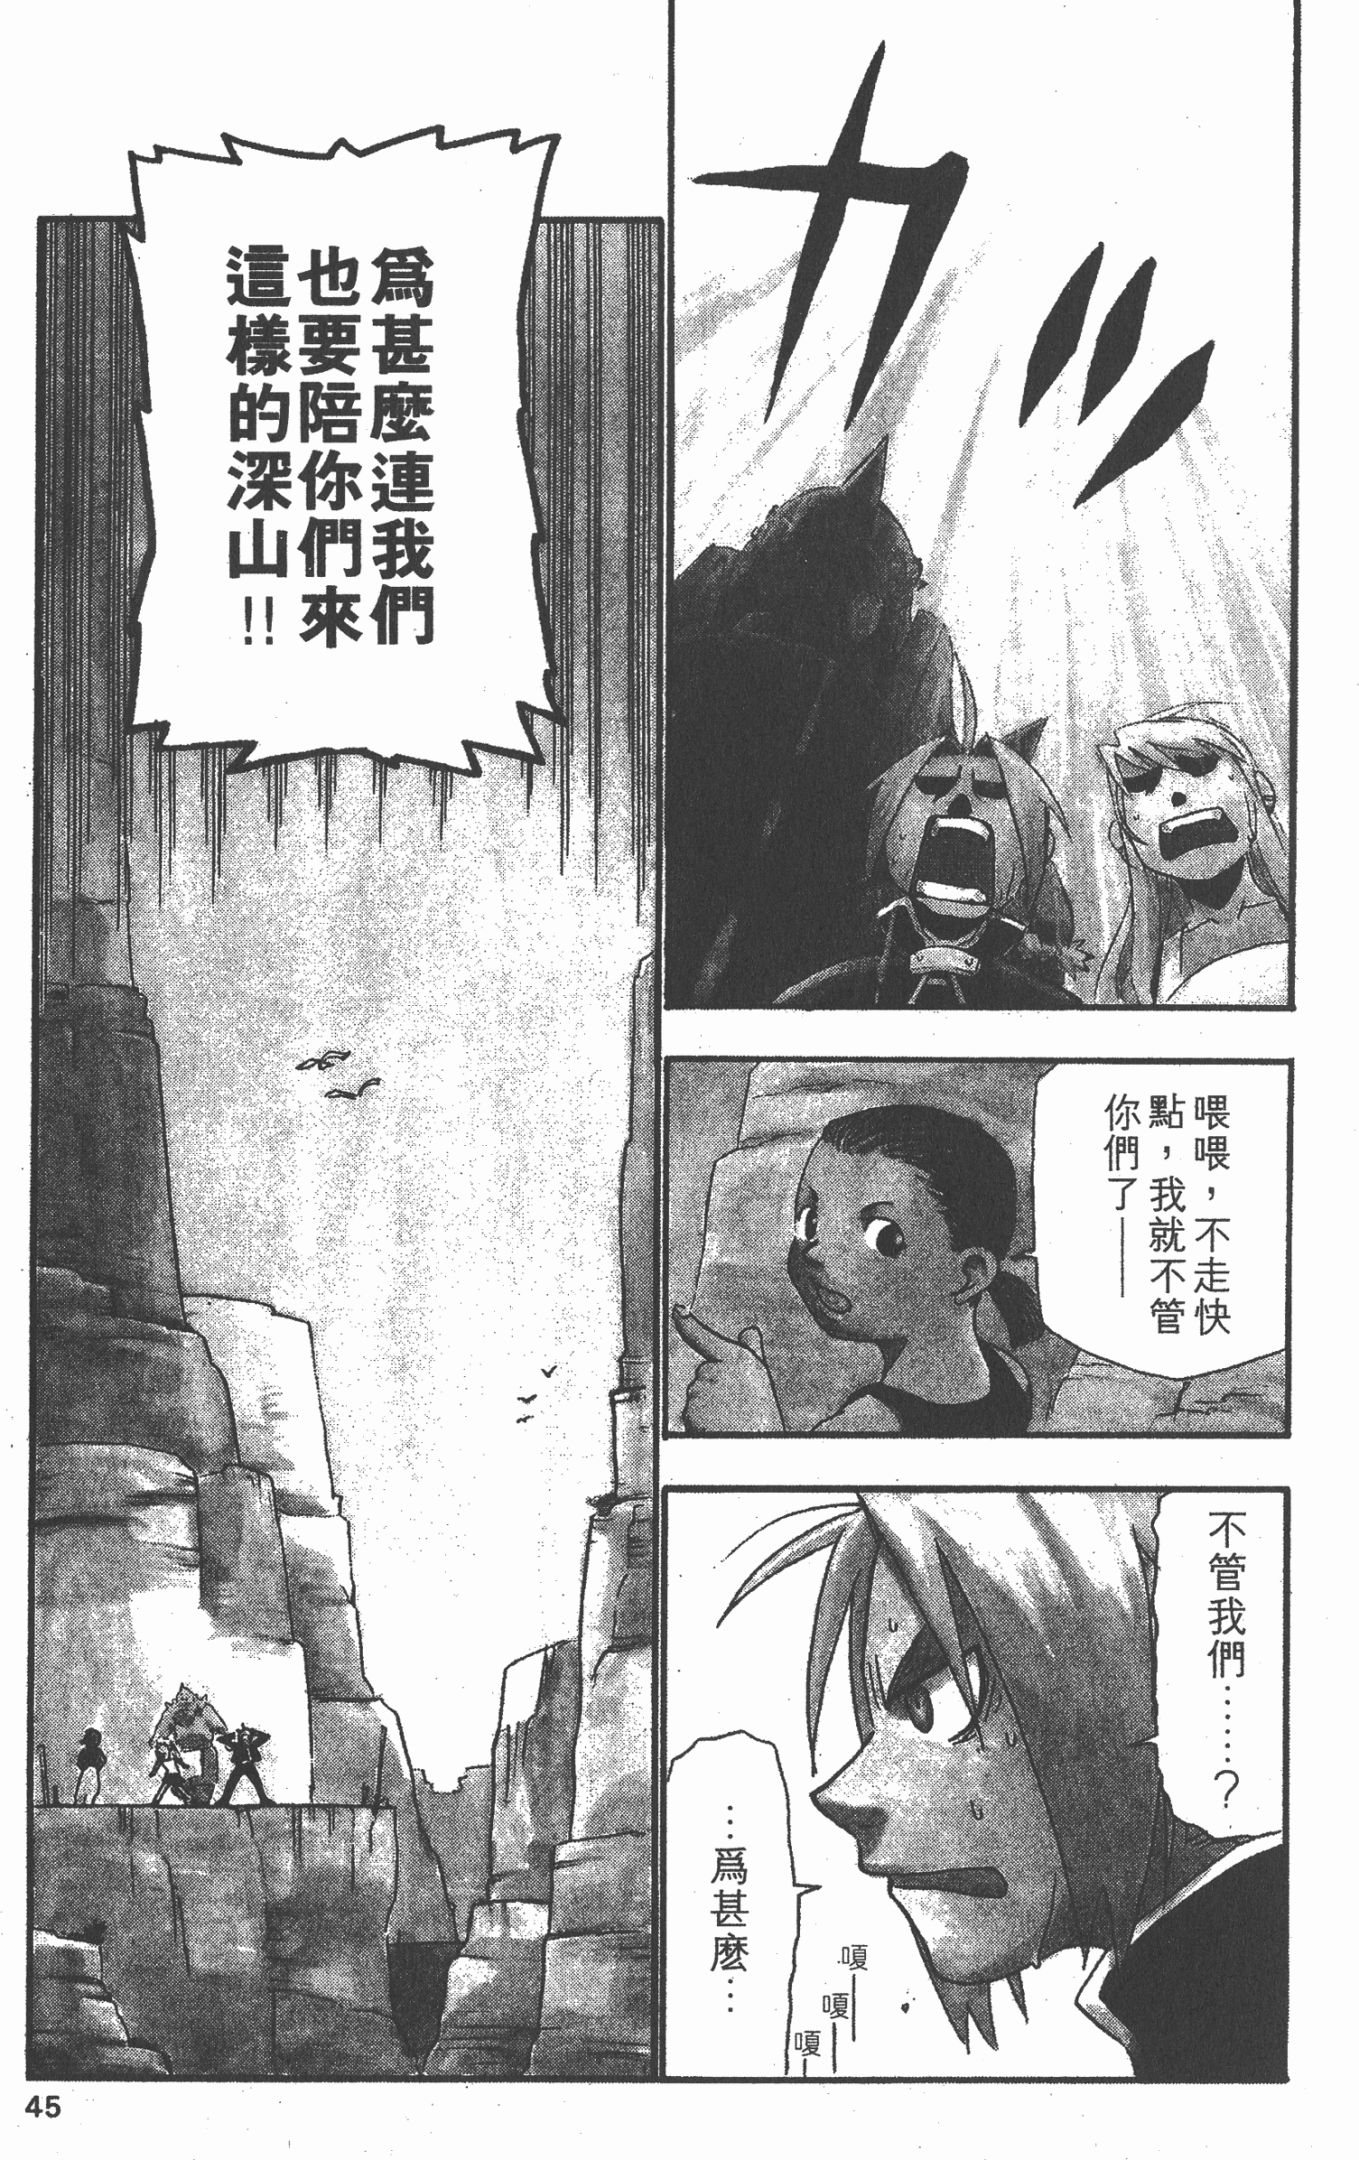 カッ
喂喂，不走快
點，我就不管
你們了——
不管我們……？
…爲甚麽…
嗄—
嗄—
嗄—
爲甚麼連我們
也要陪你們來
這樣的深山!!
45